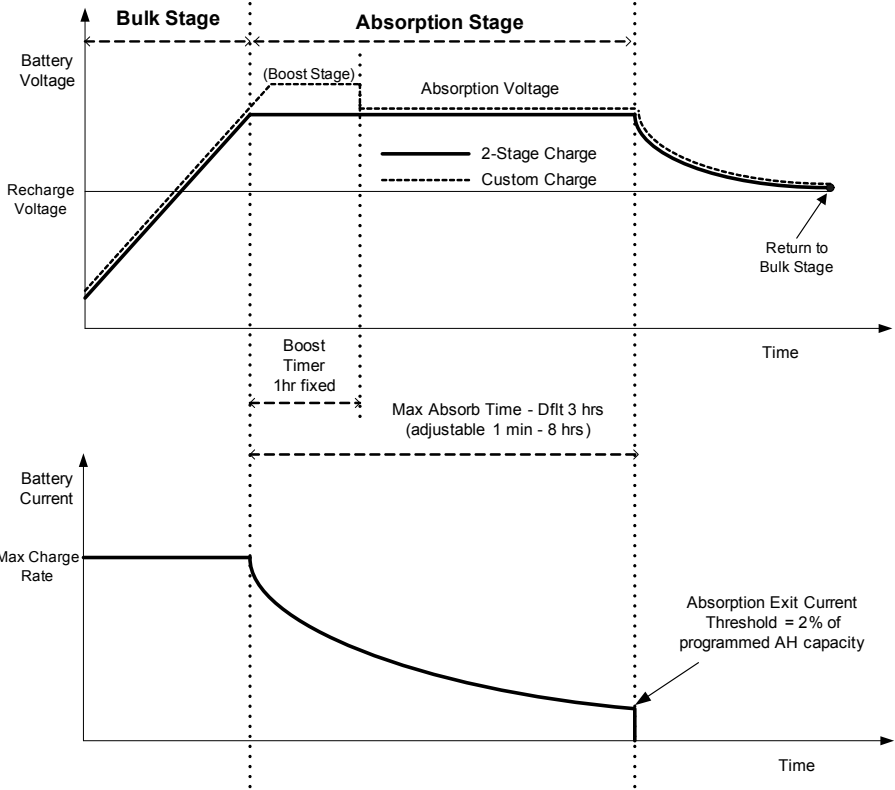 Bulk Stage
Absorption Stage
Battery
Voltage
(Boost Stage)
Absorption Voltage
2-Stage Charge
Custom Charge
Recharge
Voltage
Return to
Bulk Stage
Time
Boost
Timer
1hr fixed
Max Absorb Time - Dflt 3 hrs
(adjustable 1 min - 8 hrs)
Battery
Current
Max Charge
Rate
Absorption Exit Current
Threshold = 2% of
programmed AH capacity
Time